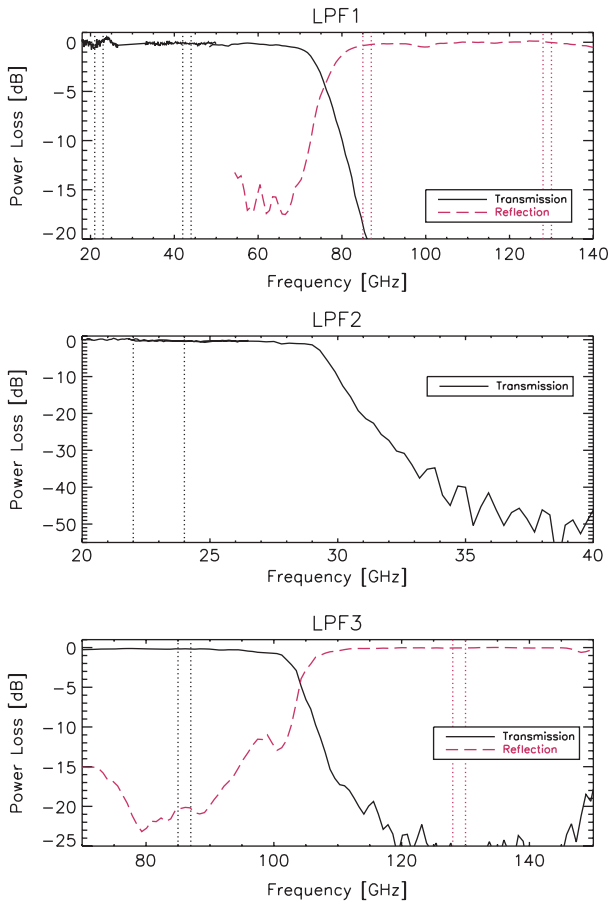 LPF1
0
−5
−10
−15
−20
Power Loss [dB]
Transmission
Reflection
20 40 60 80 100 120 140
Frequency [GHz]
LPF2
0
−10
−20
−30
−40
−50
Power Loss [dB]
Transmission
20 25 30 35 40
Frequency [GHz]
LPF3
0
−5
−10
−15
−20
−25
Power Loss [dB]
Transmission
Reflection
80 100 120 140
Frequency [GHz]